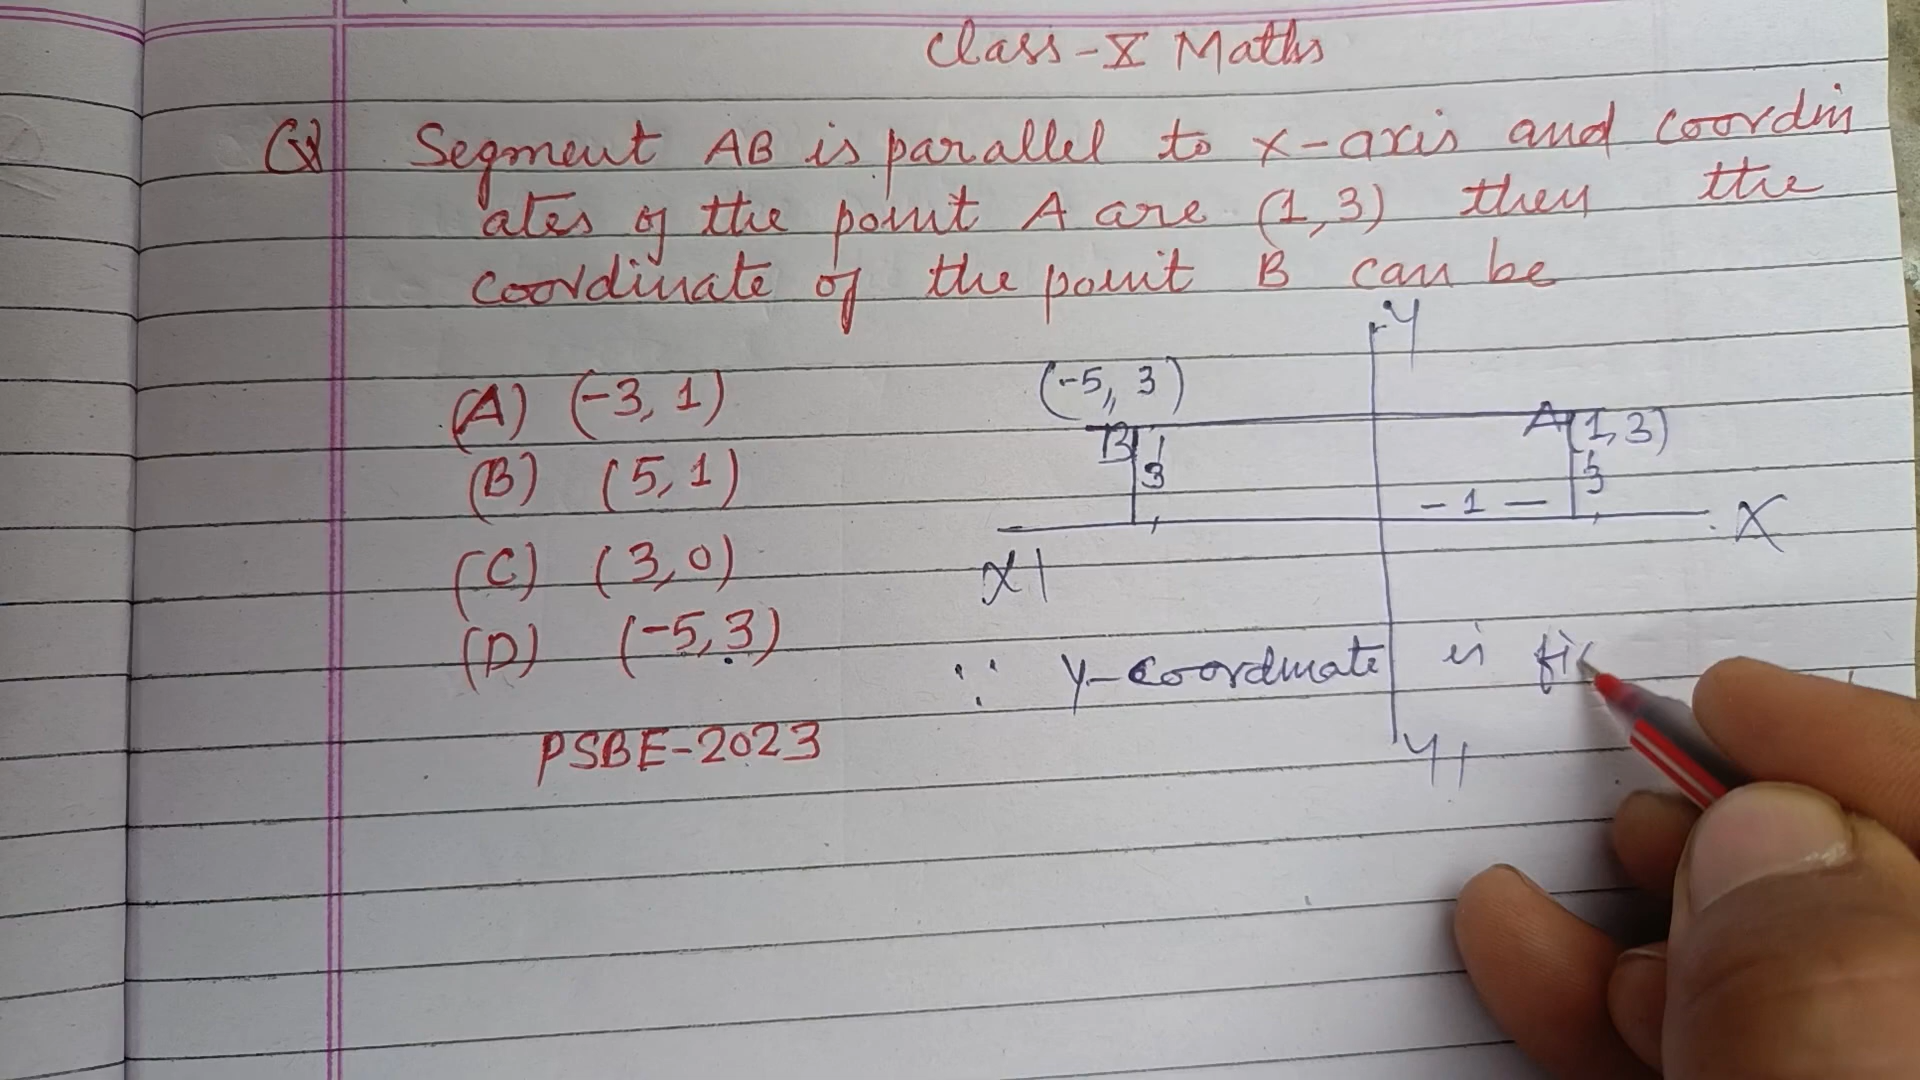 Class-X Maths
Q Segment AB is parallel to x-axis and coordin
ates of the point A are (1,3) then the
coordinate of the point B can be
(A) (-3, 1)
(B) (5, 1)
(C) (3, 0)
(D) (-5, 3)
PSBE-2023
Y
(-5, 3)
B
A(1,3)
3
3
- 1 -
X
X'
∵ Y-coordinate is fi
Y'